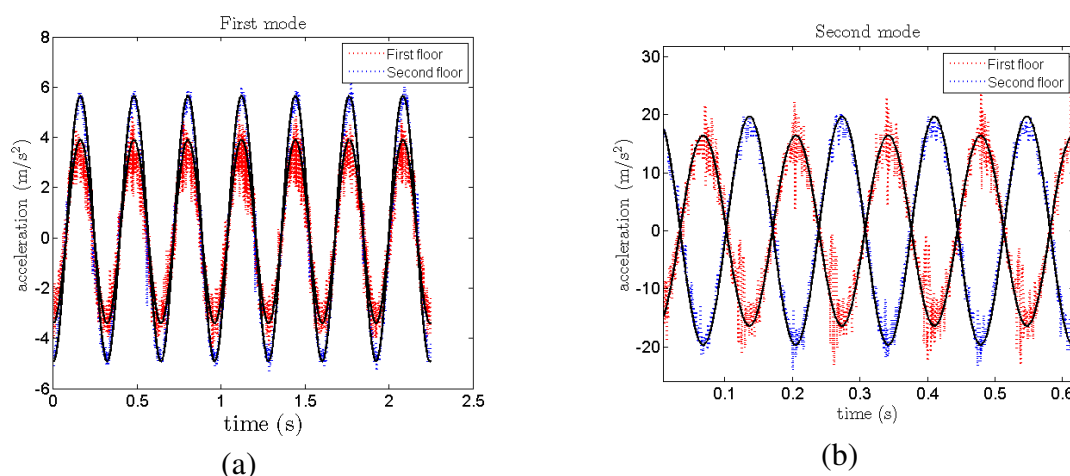 First mode
8
6
4
2
0
-2
-4
-6
acceleration (m/s²)
First floor
Second floor
0
0.5
1
1.5
2
2.5
time (s)
(a)
Second mode
30
20
10
0
-10
-20
acceleration (m/s²)
First floor
Second floor
0.1
0.2
0.3
0.4
0.5
0.6
time (s)
(b)